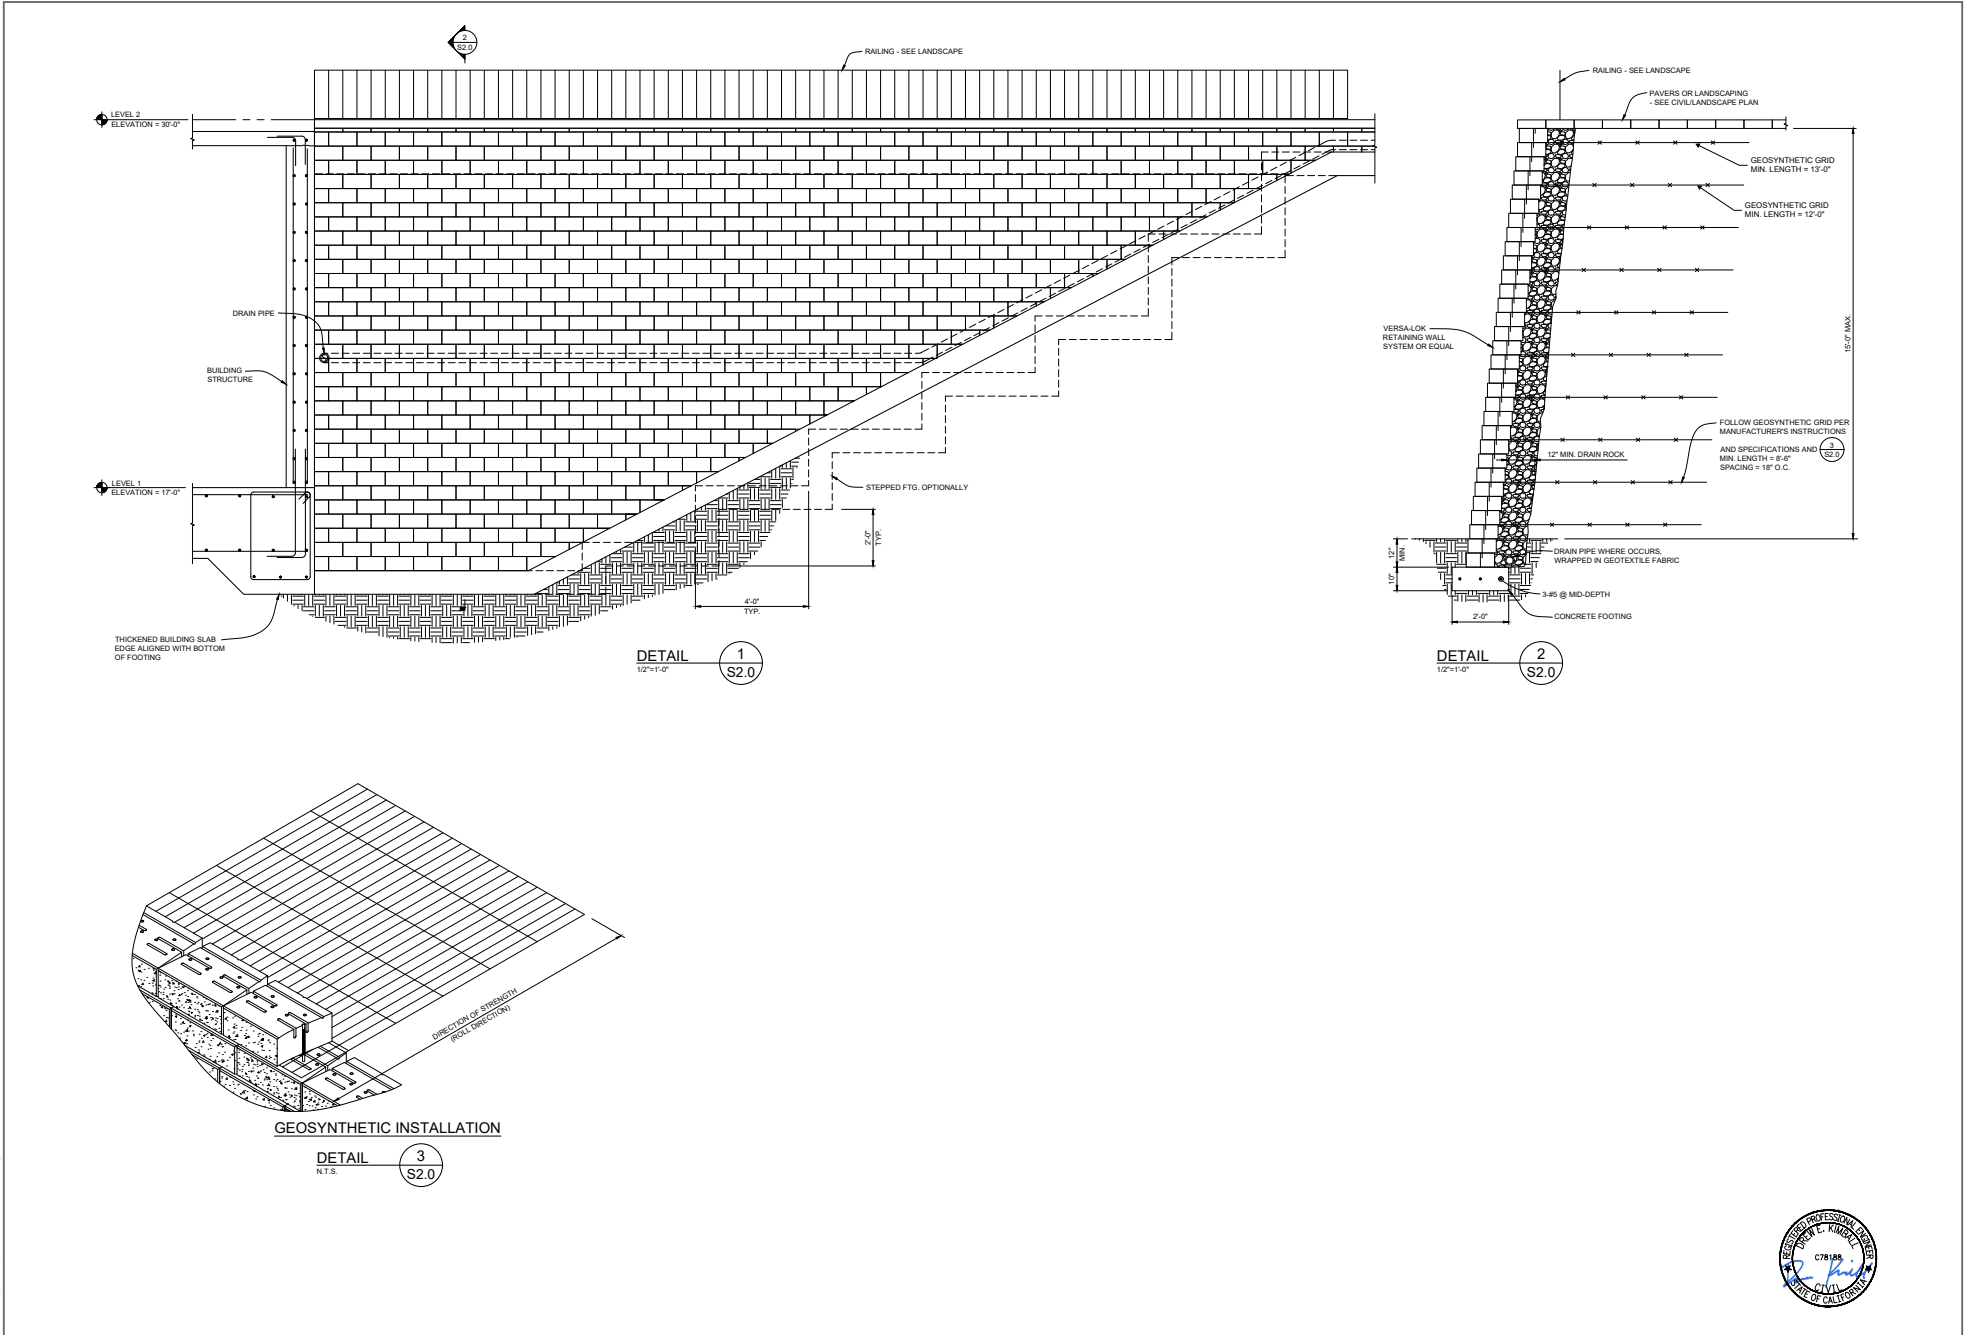 2
S2.0
RAILING - SEE LANDSCAPE
LEVEL 2
ELEVATION = 30'-0"
DRAIN PIPE
BUILDING
STRUCTURE
LEVEL 1
ELEVATION = 17'-0"
STEPPED FTG. OPTIONALLY
2'-0"
TYP.
4'-0"
TYP.
THICKENED BUILDING SLAB
EDGE ALIGNED WITH BOTTOM
OF FOOTING
DETAIL
1/2"=1'-0"
1
S2.0
RAILING - SEE LANDSCAPE
PAVERS OR LANDSCAPING
- SEE CIVIL/LANDSCAPE PLAN
GEOSYNTHETIC GRID
MIN. LENGTH = 13'-0"
GEOSYNTHETIC GRID
MIN. LENGTH = 12'-0"
VERSA-LOK
RETAINING WALL
SYSTEM OR EQUAL
15'-0" MAX.
FOLLOW GEOSYNTHETIC GRID PER
MANUFACTURER'S INSTRUCTIONS
AND SPECIFICATIONS AND
MIN. LENGTH = 8'-6"
SPACING = 18" O.C.
3
S2.0
12" MIN. DRAIN ROCK
12"
MIN.
10"
DRAIN PIPE WHERE OCCURS,
WRAPPED IN GEOTEXTILE FABRIC
3-#5 @ MID-DEPTH
2'-0"
CONCRETE FOOTING
DETAIL
1/2"=1'-0"
2
S2.0
DIRECTION OF STRENGTH
(ROLL DIRECTION)
GEOSYNTHETIC INSTALLATION
DETAIL
N.T.S.
3
S2.0
REGISTERED PROFESSIONAL ENGINEER
DREW E. KIMBALL
C78188
CIVIL
STATE OF CALIFORNIA